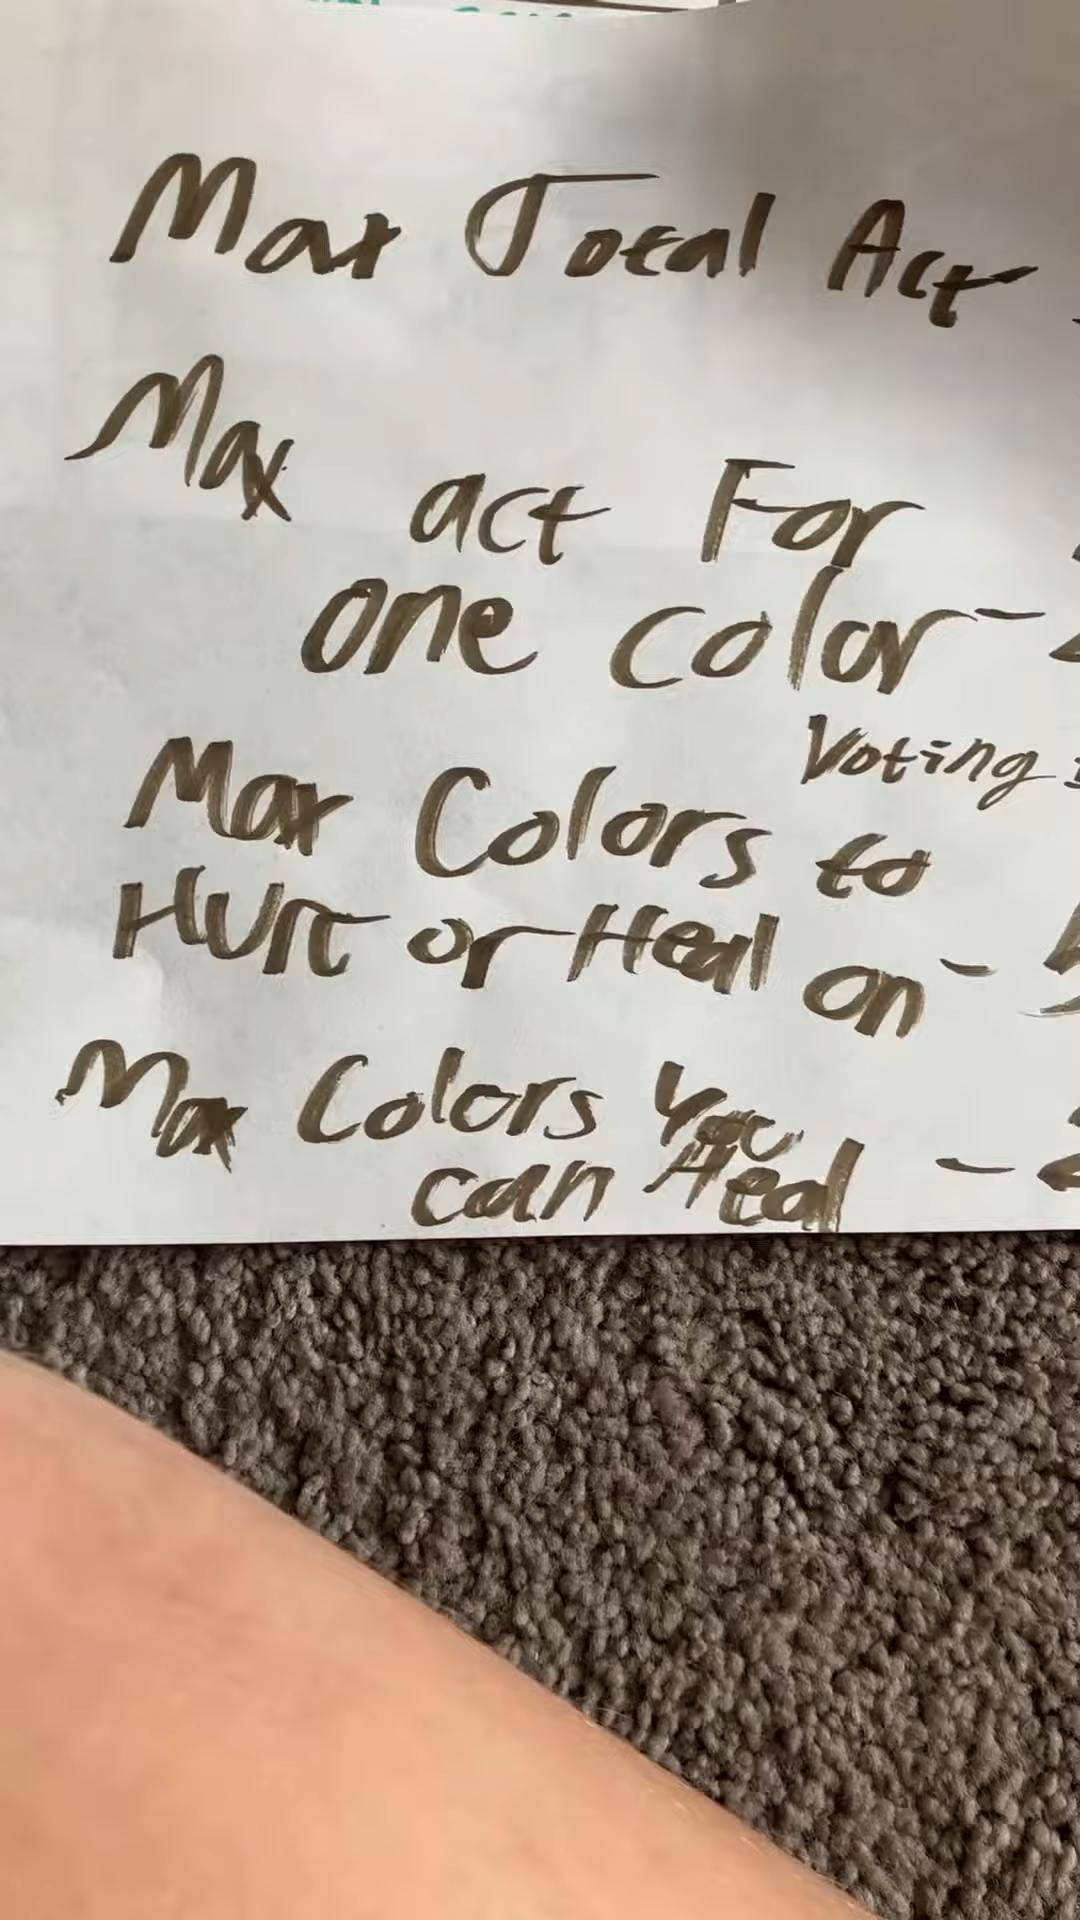 Max Total Act
Max act For
one color -
Voting
Max Colors to
Hurt or Heal on -
Max Colors You
can Heal -